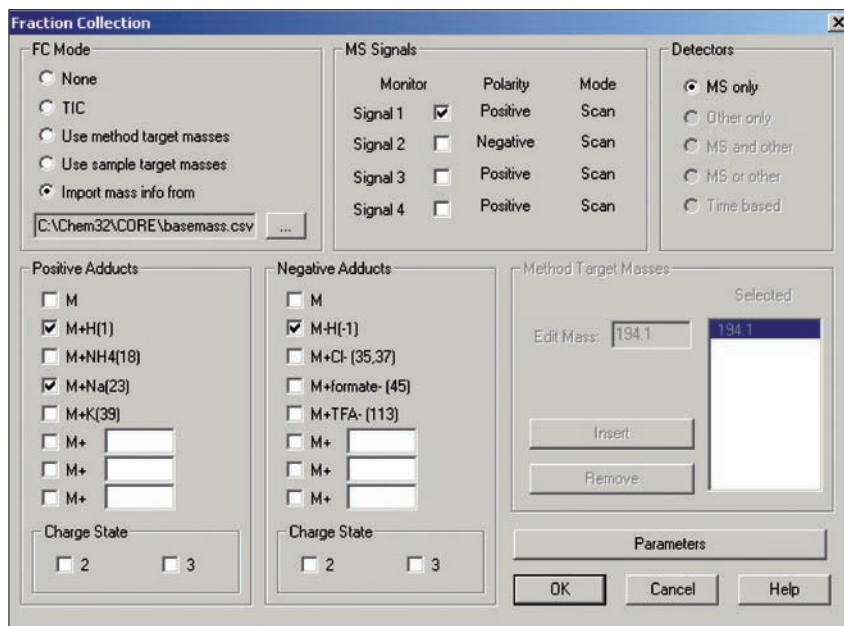 Fraction Collection
FC Mode
None
TIC
Use method target masses
Use sample target masses
Import mass info from
C:\Chem32\CORE\basemass.csv ...
MS Signals
Monitor Polarity Mode
Signal 1 Positive Scan
Signal 2 Negative Scan
Signal 3 Positive Scan
Signal 4 Positive Scan
Detectors
MS only
Other only
MS and other
MS or other
Time based
Positive Adducts
M
M+H(1)
M+NH4(18)
M+Na(23)
M+K(39)
M+
M+
M+
Charge State
2 3
Negative Adducts
M
M-H(-1)
M+Cl- (35,37)
M+formate- (45)
M+TFA- (113)
M+
M+
M+
Charge State
2 3
Method Target Masses
Selected
Edit Mass: 194.1 194.1
Insert
Remove
Parameters
OK Cancel Help